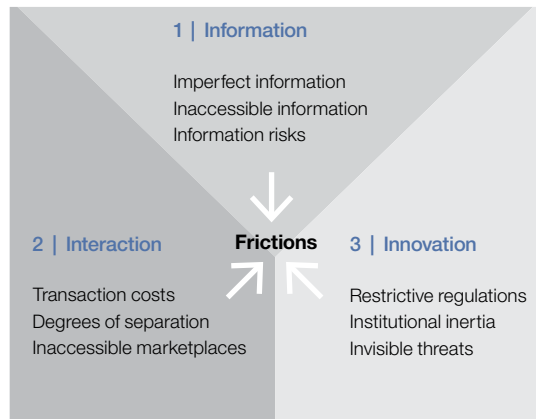 1 | Information
Imperfect information
Inaccessible information
Information risks
Frictions
2 | Interaction
Transaction costs
Degrees of separation
Inaccessible marketplaces
3 | Innovation
Restrictive regulations
Institutional inertia
Invisible threats